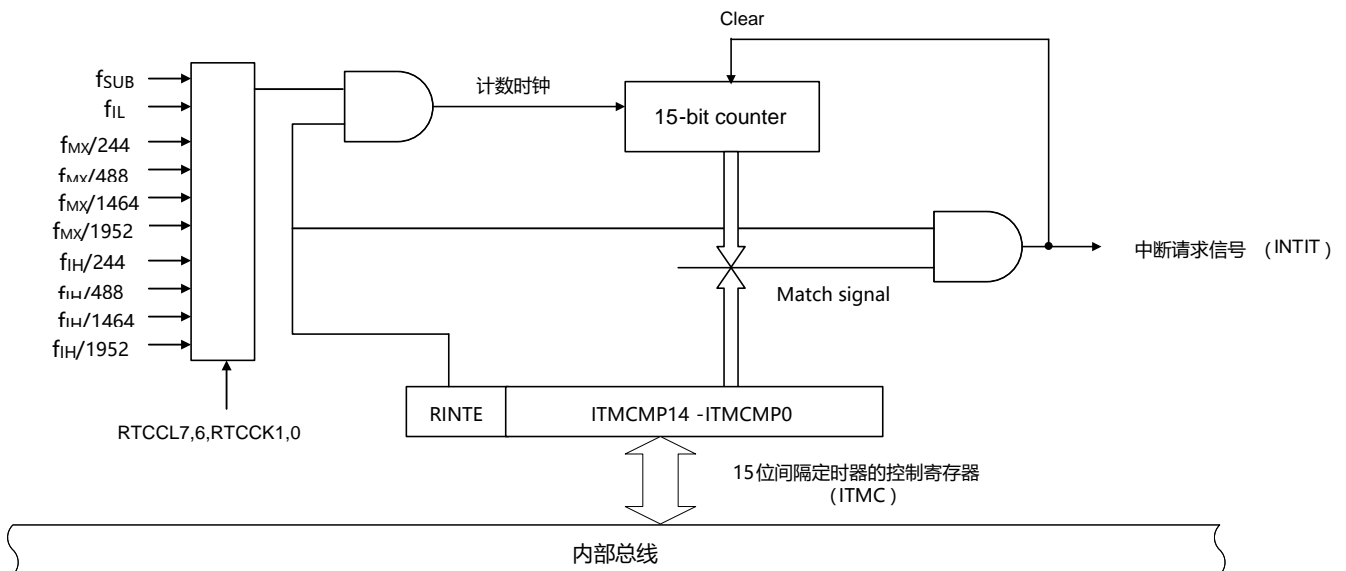 Clear
fSUB
fIL
fMX/244
fMX/488
fMX/1464
fMX/1952
fIH/244
fIH/488
fIH/1464
fIH/1952
计数时钟
15-bit counter
中断请求信号 （INTIT）
Match signal
RINTE
ITMCMP14 -ITMCMP0
RTCCL7,6,RTCCK1,0
15位间隔定时器的控制寄存器
（ITMC）
内部总线